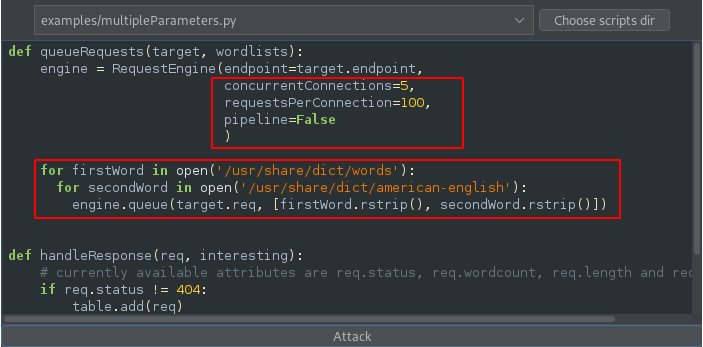 examples/multipleParameters.py
Choose scripts dir
def queueRequests(target, wordlists):
    engine = RequestEngine(endpoint=target.endpoint,
                           concurrentConnections=5,
                           requestsPerConnection=100,
                           pipeline=False
                           )
    for firstWord in open('/usr/share/dict/words'):
      for secondWord in open('/usr/share/dict/american-english'):
        engine.queue(target.req, [firstWord.rstrip(), secondWord.rstrip()])
def handleResponse(req, interesting):
    # currently available attributes are req.status, req.wordcount, req.length and
    if req.status != 404:
        table.add(req)
Attack